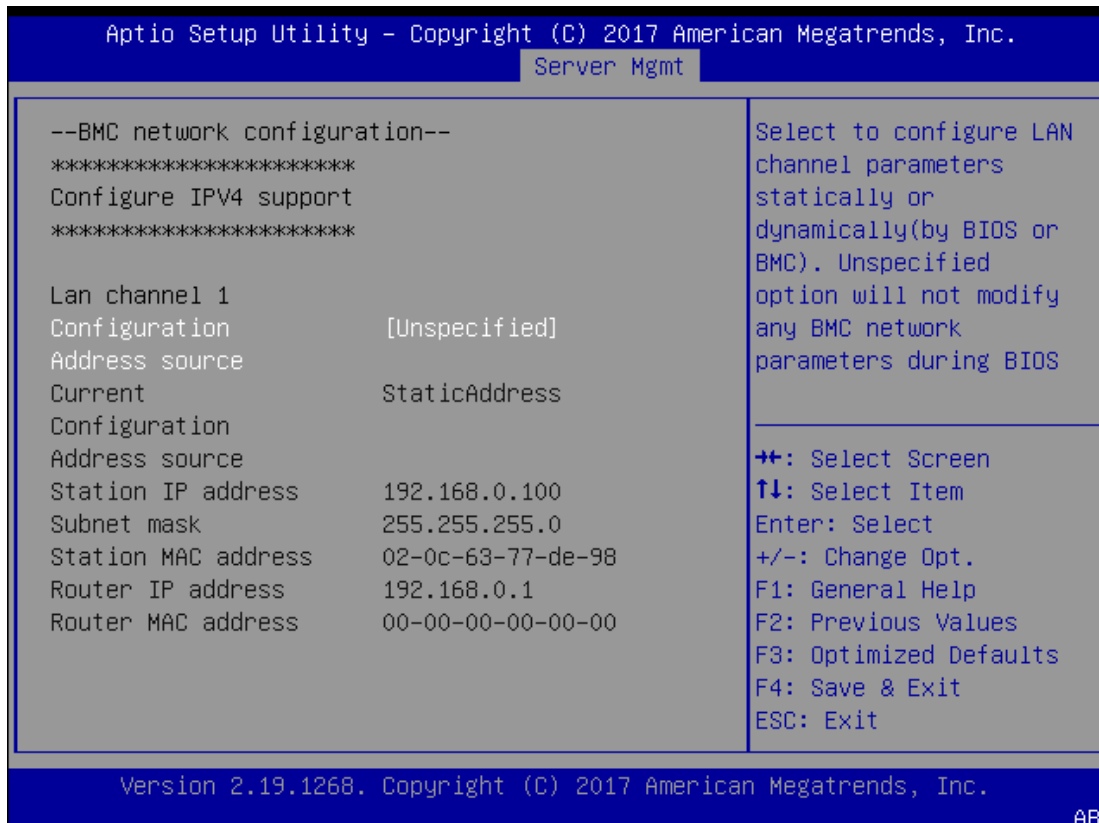 Aptio Setup Utility – Copyright (C) 2017 American Megatrends, Inc.
Server Mgmt
--BMC network configuration--
**********************
Configure IPV4 support
**********************
Lan channel 1
Configuration [Unspecified]
Address source
Current StaticAddress
Configuration
Address source
Station IP address 192.168.0.100
Subnet mask 255.255.255.0
Station MAC address 02-0c-63-77-de-98
Router IP address 192.168.0.1
Router MAC address 00-00-00-00-00-00
Select to configure LAN
channel parameters
statically or
dynamically(by BIOS or
BMC). Unspecified
option will not modify
any BMC network
parameters during BIOS
→←: Select Screen
↑↓: Select Item
Enter: Select
+/-: Change Opt.
F1: General Help
F2: Previous Values
F3: Optimized Defaults
F4: Save & Exit
ESC: Exit
Version 2.19.1268. Copyright (C) 2017 American Megatrends, Inc.